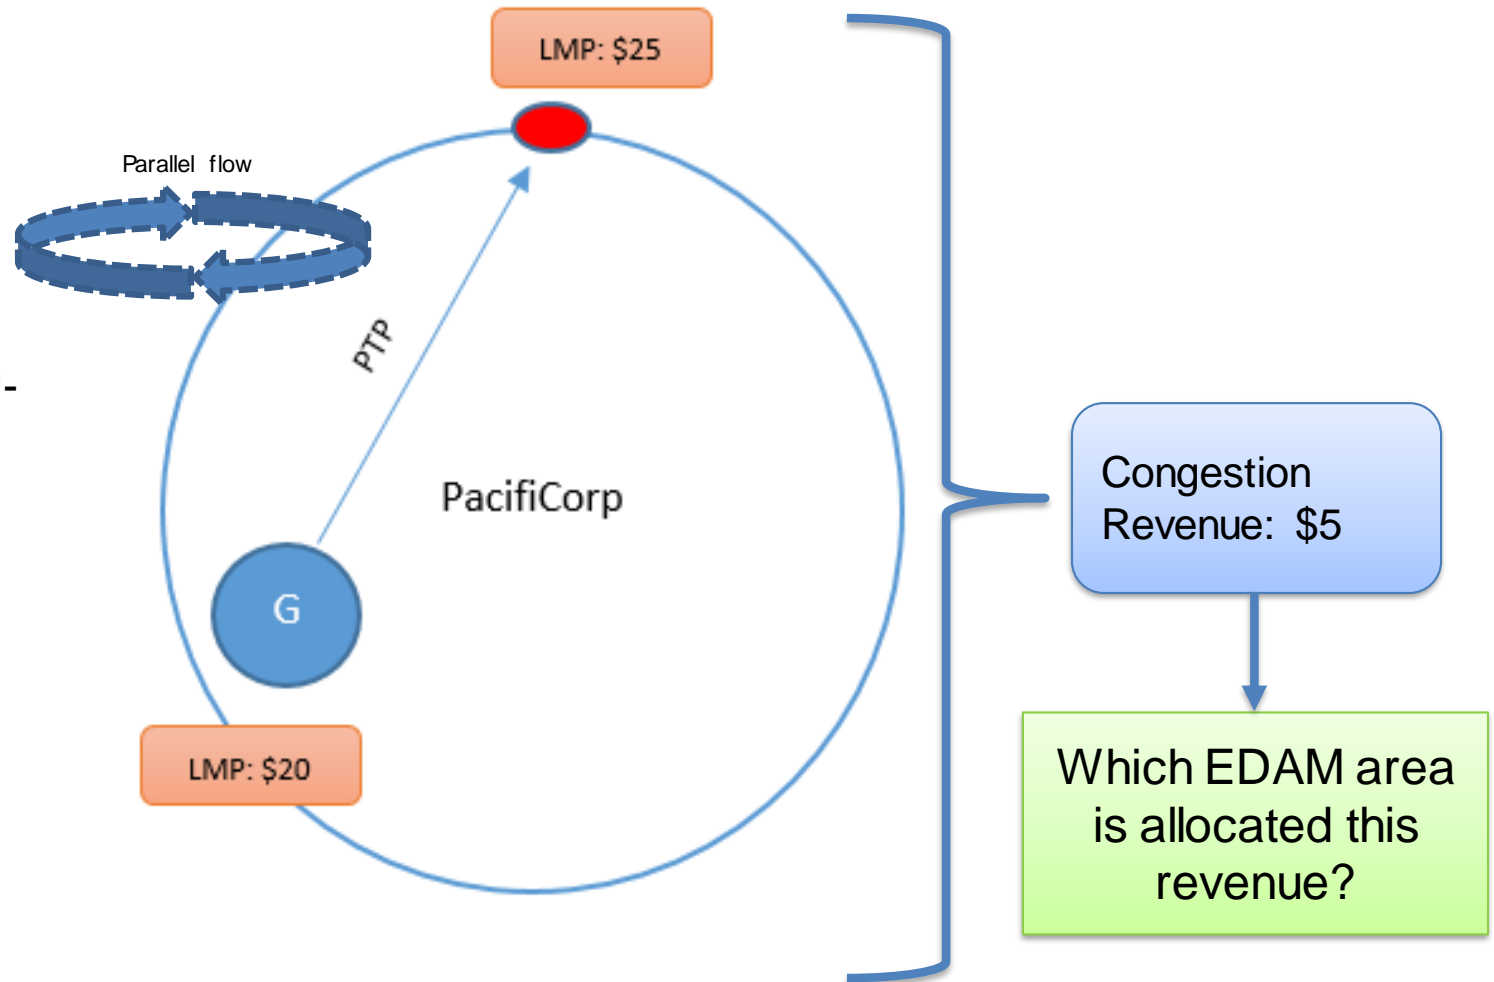 LMP: $25
Parallel flow
PTP
-
PacifiCorp
G
LMP: $20
Congestion
Revenue: $5
Which EDAM area
is allocated this
revenue?